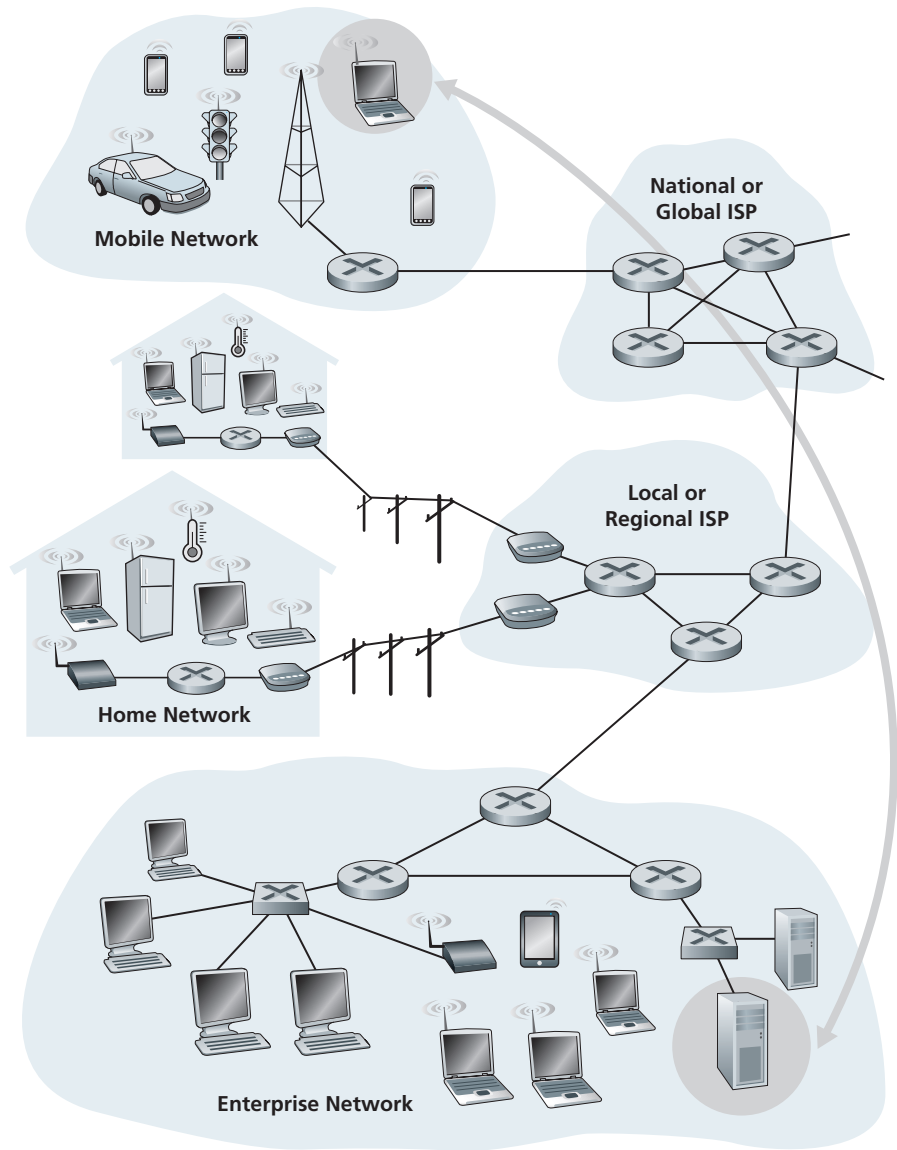 National or
Global ISP
Mobile Network
Local or
Regional ISP
Home Network
Enterprise Network